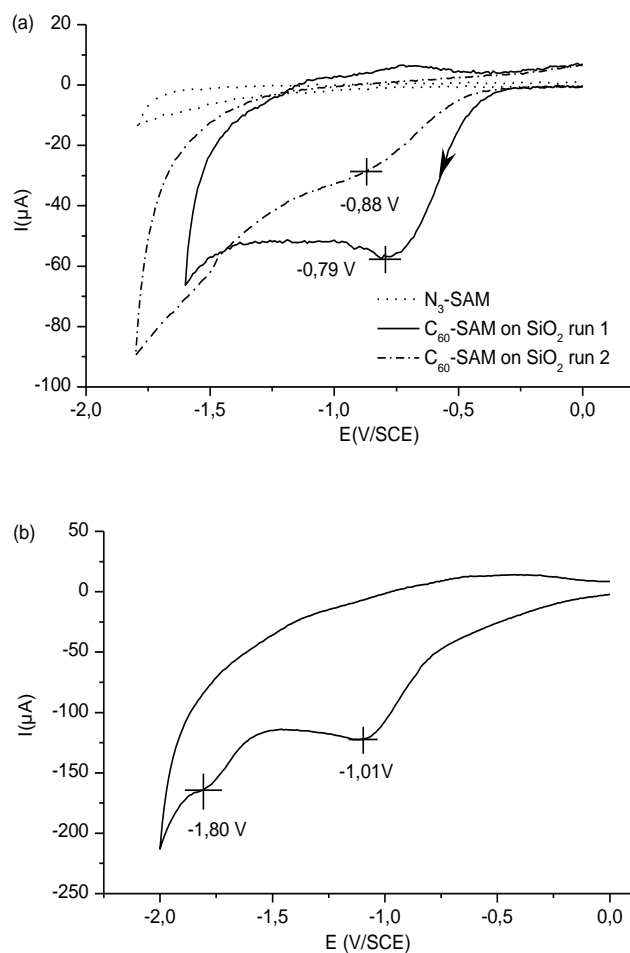 (a)
20
0
-20
-40
-60
-80
-100
I(µA)
-0,88 V
-0,79 V
N₃-SAM
C₆₀-SAM on SiO₂ run 1
C₆₀-SAM on SiO₂ run 2
-2,0 -1,5 -1,0 -0,5 0,0
E(V/SCE)
(b)
50
0
-50
-100
-150
-200
-250
I(µA)
-1,01V
-1,80 V
-2,0 -1,5 -1,0 -0,5 0,0
E (V/SCE)